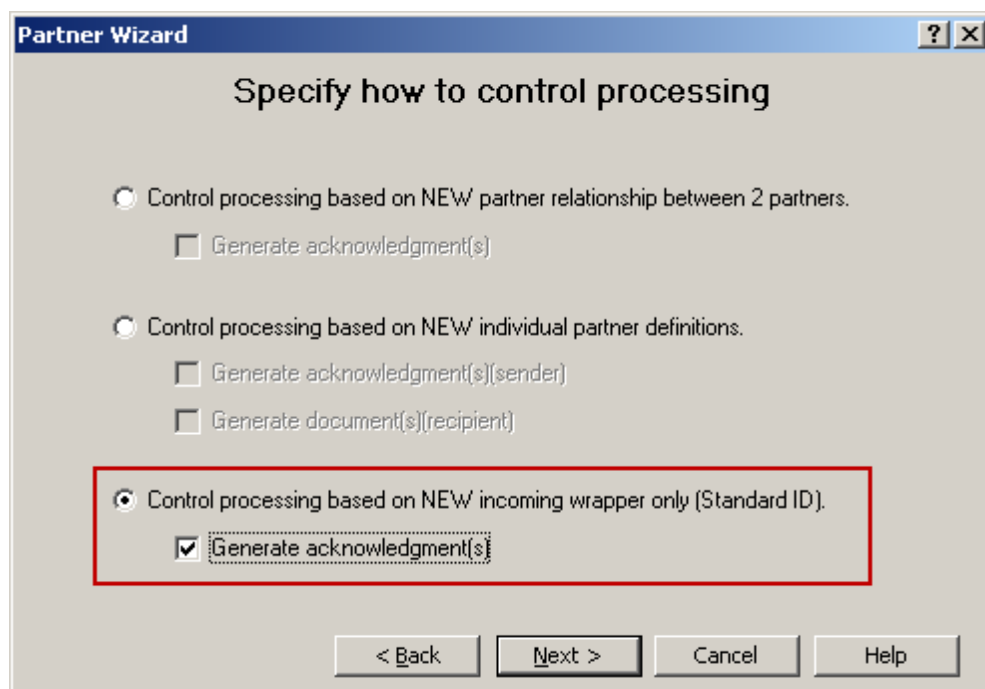 Partner Wizard
Specify how to control processing
Control processing based on NEW partner relationship between 2 partners.
Generate acknowledgment(s)
Control processing based on NEW individual partner definitions.
Generate acknowledgment(s)(sender)
Generate document(s)(recipient)
Control processing based on NEW incoming wrapper only (Standard ID).
Generate acknowledgment(s)
< Back Next > Cancel Help